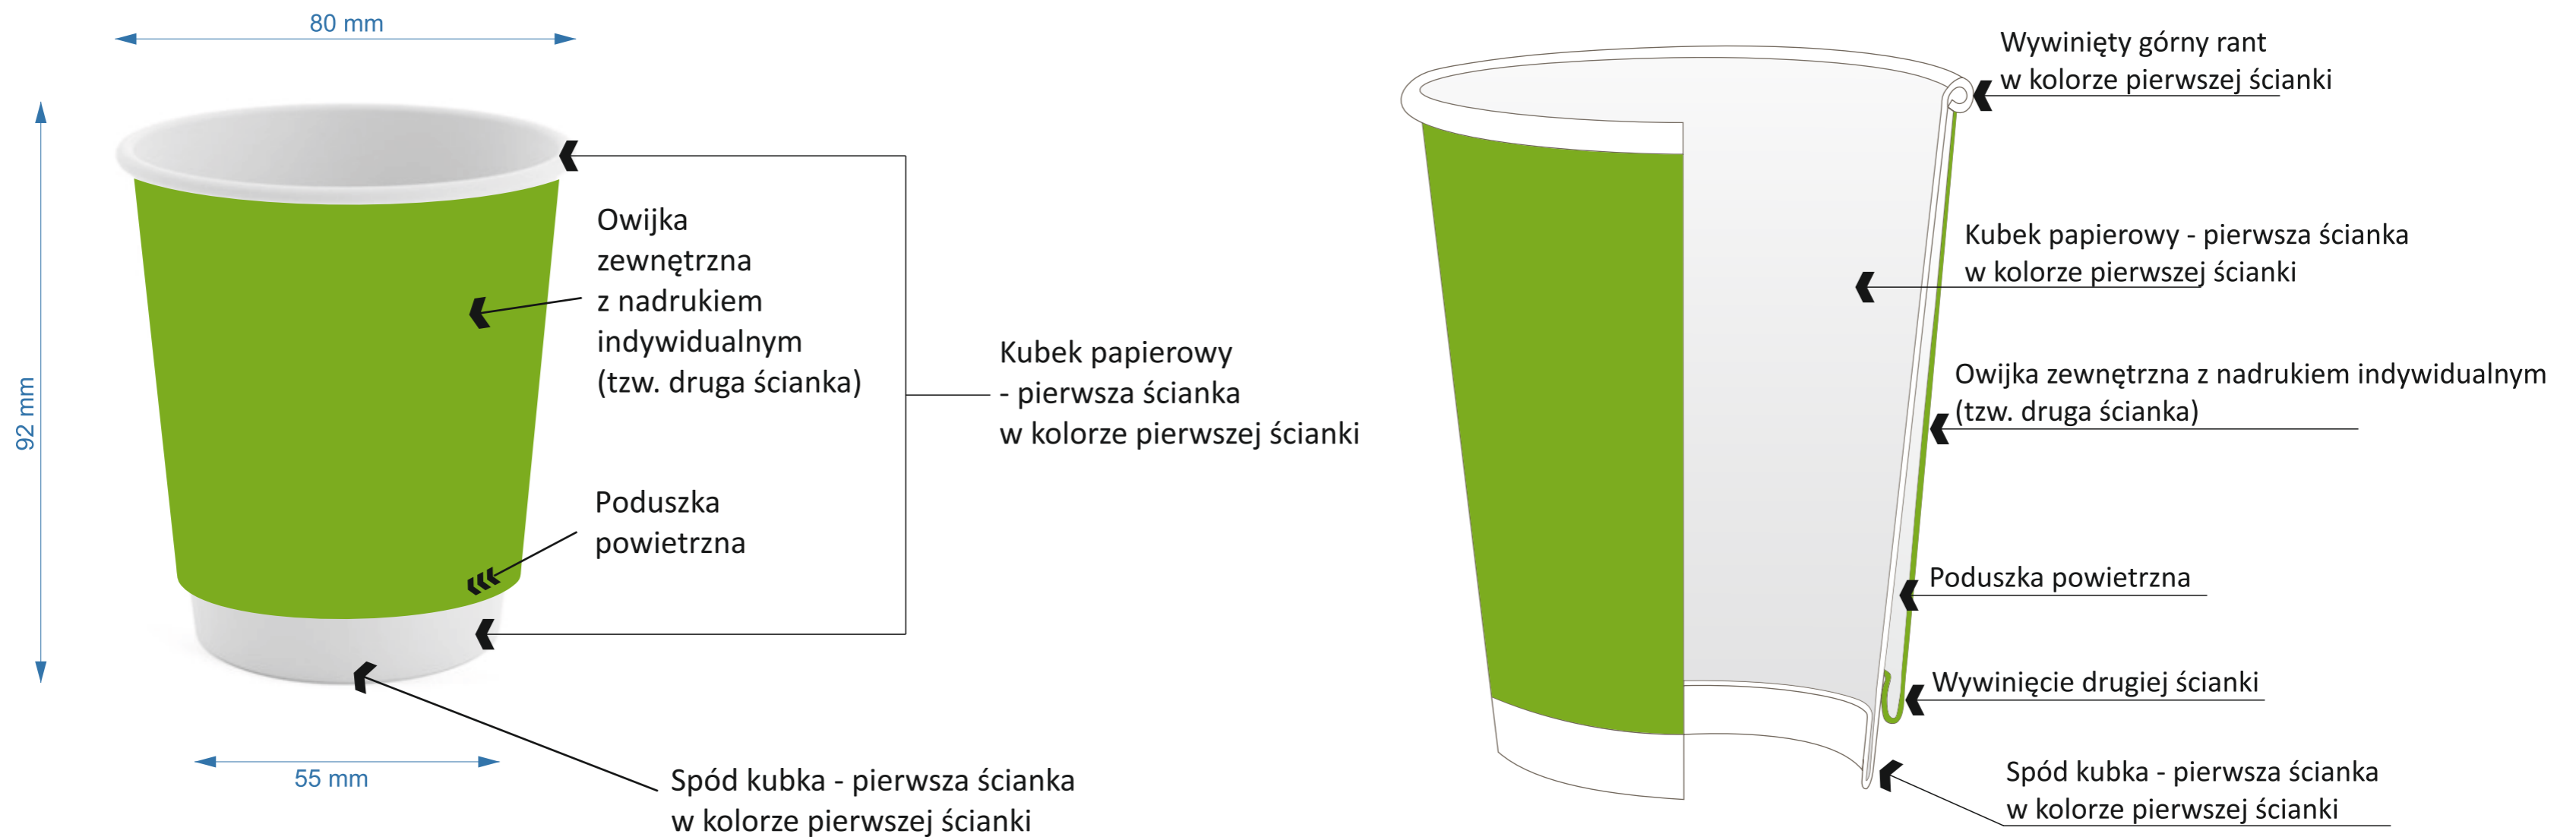 80 mm
92 mm
Owijka
zewnętrzna
z nadrukiem
indywidualnym
(tzw. druga ścianka)
Poduszka
powietrzna
Kubek papierowy
- pierwsza ścianka
w kolorze pierwszej ścianki
55 mm
Spód kubka - pierwsza ścianka
w kolorze pierwszej ścianki
Wywinięty górny rant
w kolorze pierwszej ścianki
Kubek papierowy - pierwsza ścianka
w kolorze pierwszej ścianki
Owijka zewnętrzna z nadrukiem indywidualnym
(tzw. druga ścianka)
Poduszka powietrzna
Wywinięcie drugiej ścianki
Spód kubka - pierwsza ścianka
w kolorze pierwszej ścianki